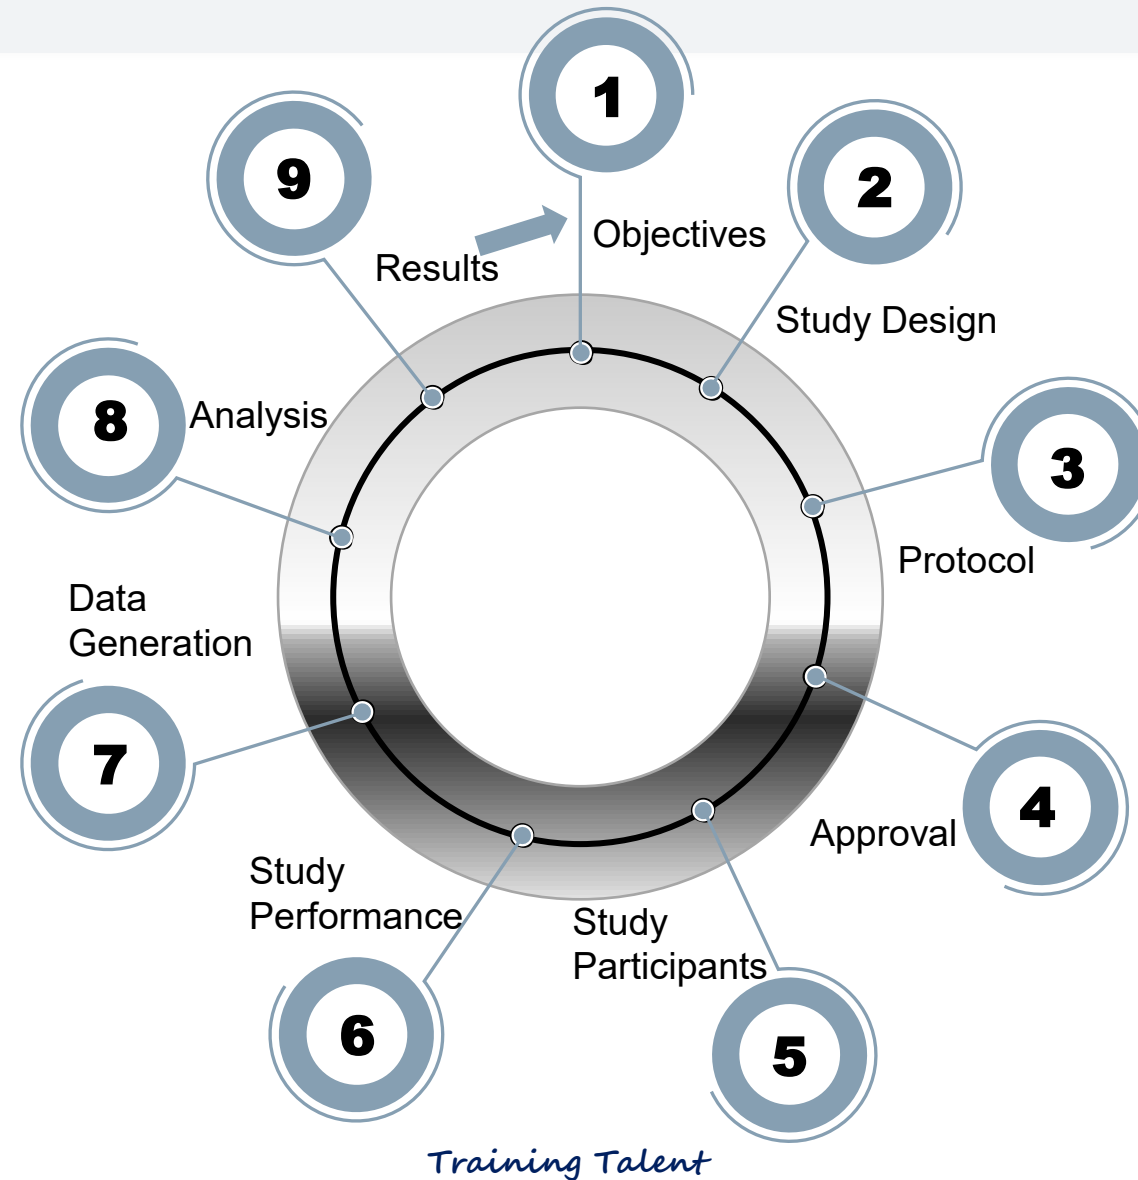 1
Objectives
2
Study Design
3
Protocol
4
Approval
5
Study
Participants
6
Study
Performance
7
Data
Generation
8
Analysis
9
Results
Training Talent